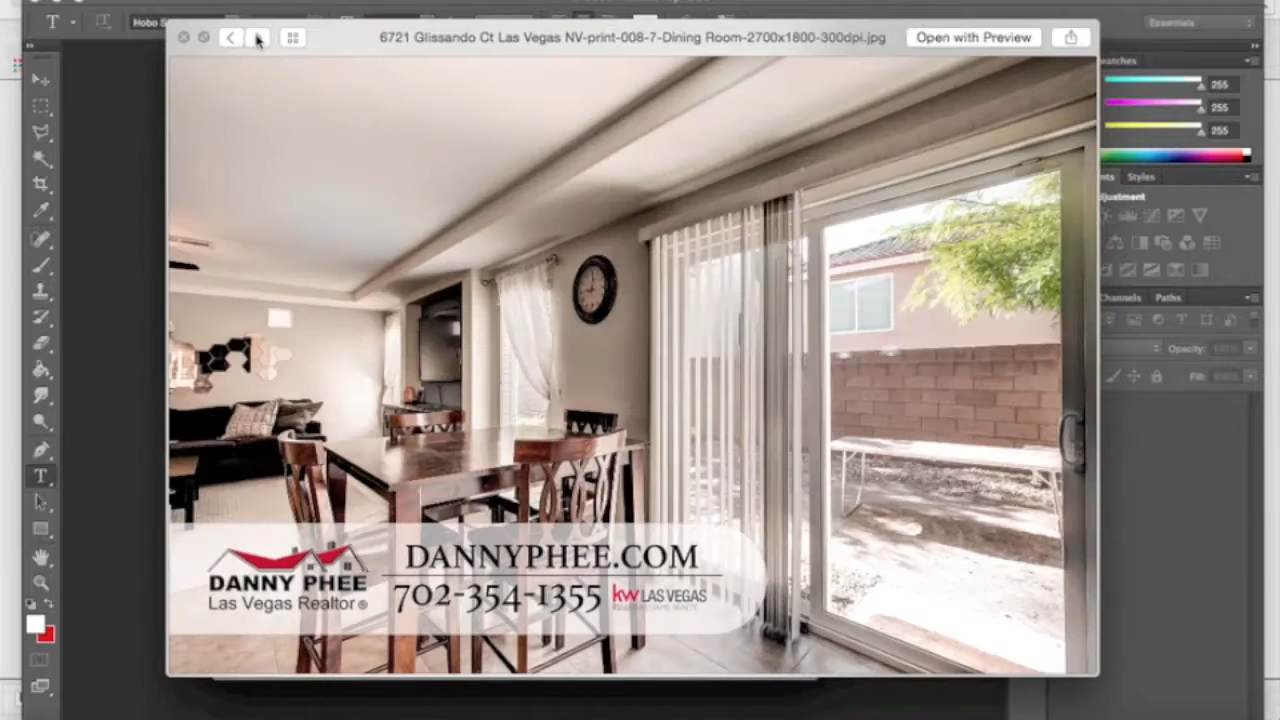 Hobo S
Essentials
6721 Glissando Ct Las Vegas NV-print-008-7-Dining Room-2700x1800-300dpi.jpg
Open with Preview
255
255
255
Styles
Channels
Paths
Opacity:
Fill:
DANNYPHEE.COM
DANNY PHEE
Las Vegas Realtor®
702-354-1355
kw LAS VEGAS